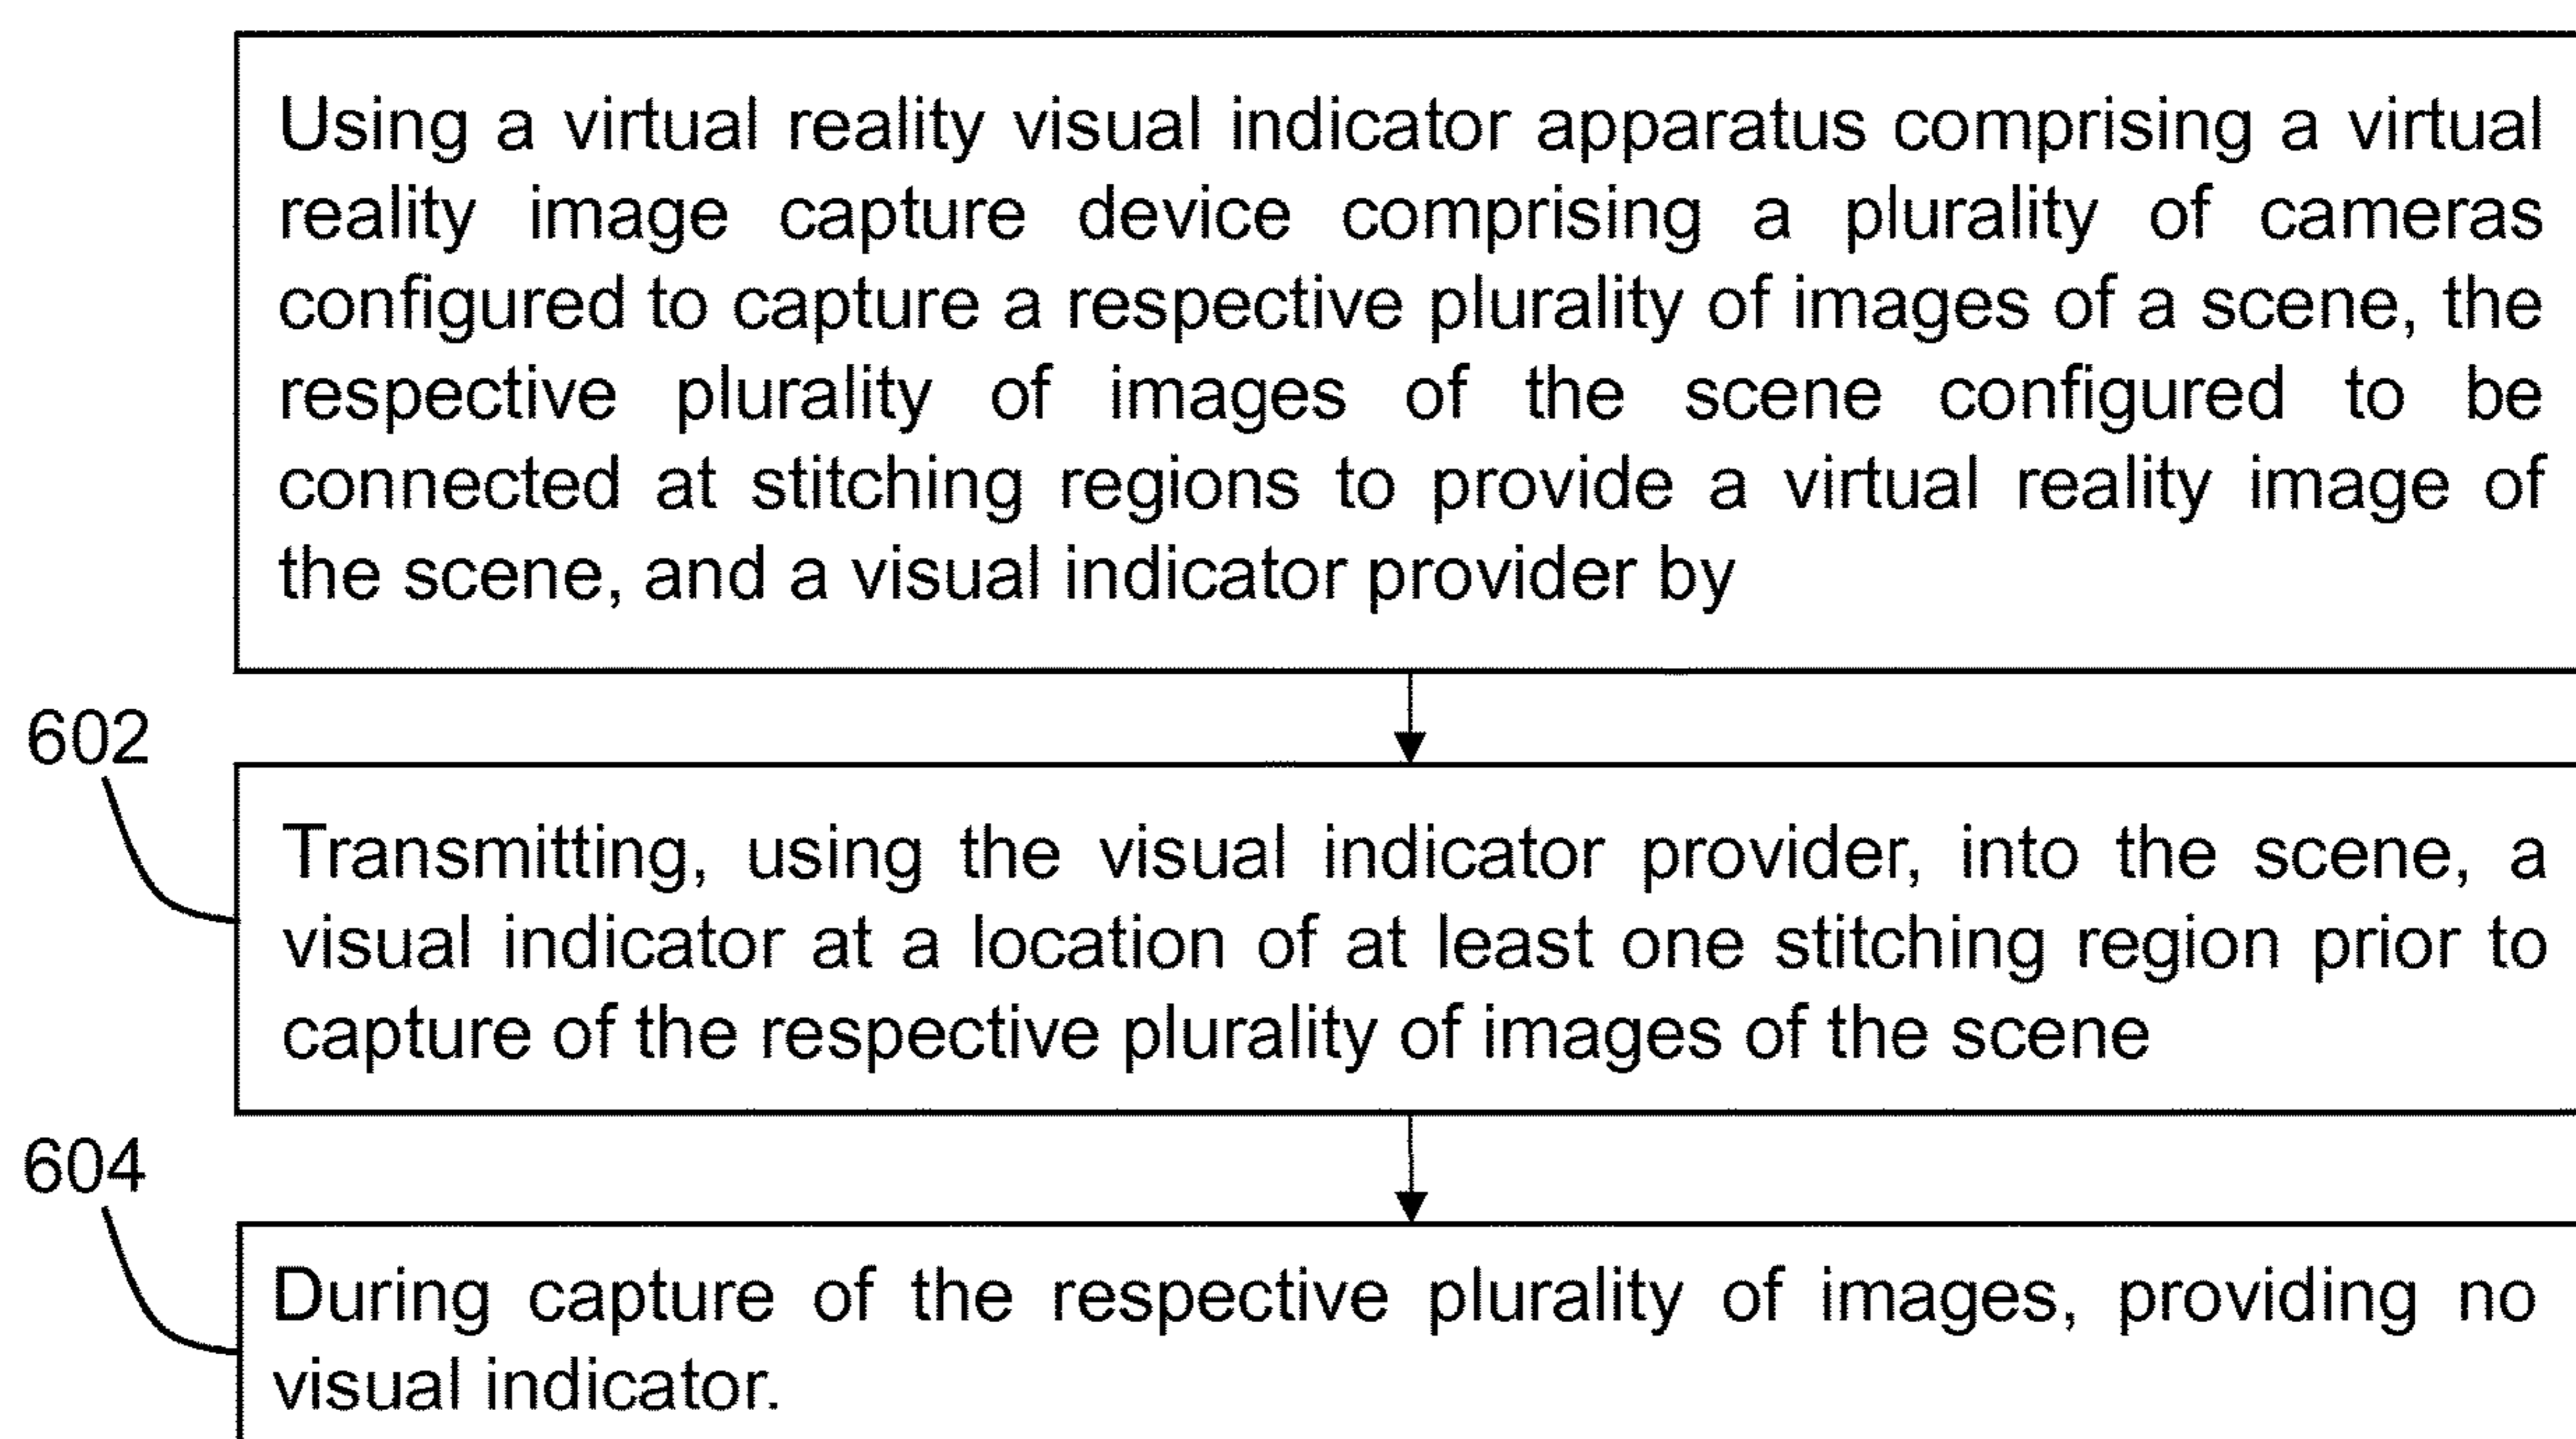 Using a virtual reality visual indicator apparatus comprising a virtual
reality image capture device comprising a plurality of cameras
configured to capture a respective plurality of images of a scene, the
respective plurality of images of the scene configured to be
connected at stitching regions to provide a virtual reality image of
the scene, and a visual indicator provider by
602
Transmitting, using the visual indicator provider, into the scene, a
visual indicator at a location of at least one stitching region prior to
capture of the respective plurality of images of the scene
604
During capture of the respective plurality of images, providing no
visual indicator.